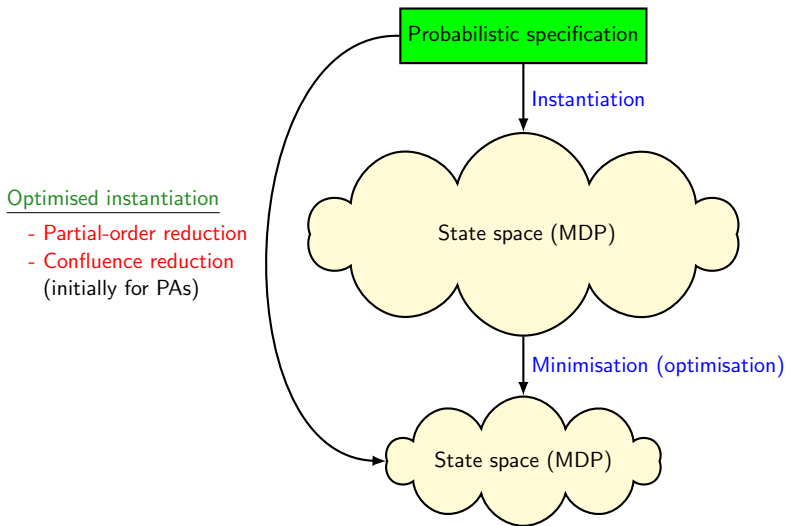 Probabilistic specification
Instantiation
Optimised instantiation
- Partial-order reduction
- Confluence reduction
(initially for PAs)
State space (MDP)
Minimisation (optimisation)
State space (MDP)